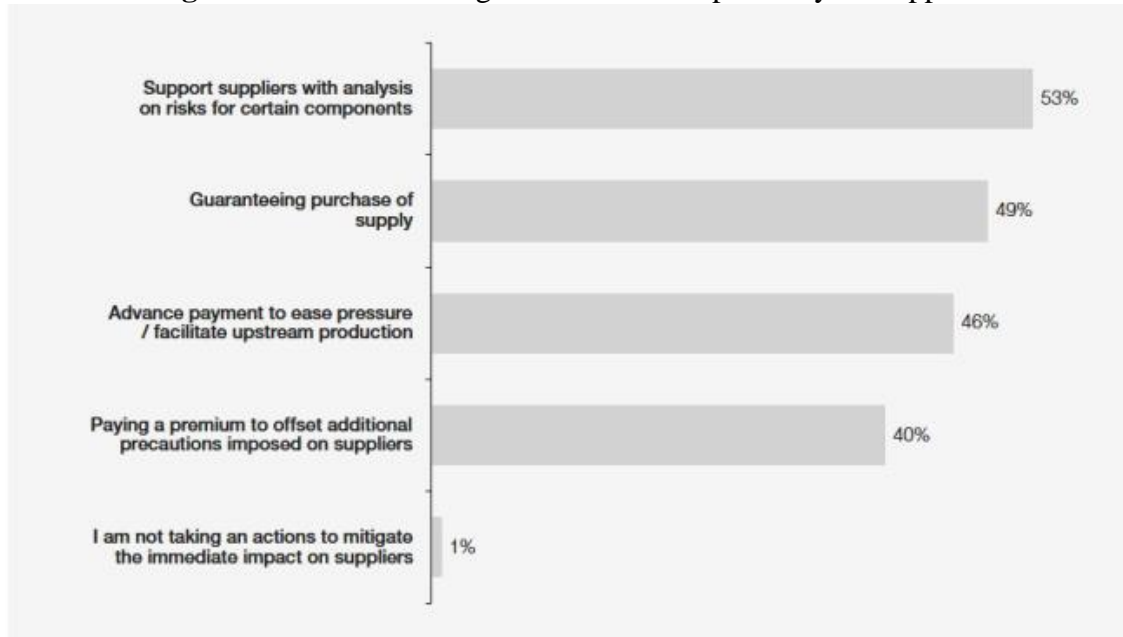 Support suppliers with analysis
on risks for certain components
53%
Guaranteeing purchase of
supply
49%
Advance payment to ease pressure
/ facilitate upstream production
46%
Paying a premium to offset additional
precautions imposed on suppliers
40%
I am not taking an actions to mitigate
the immediate impact on suppliers
1%